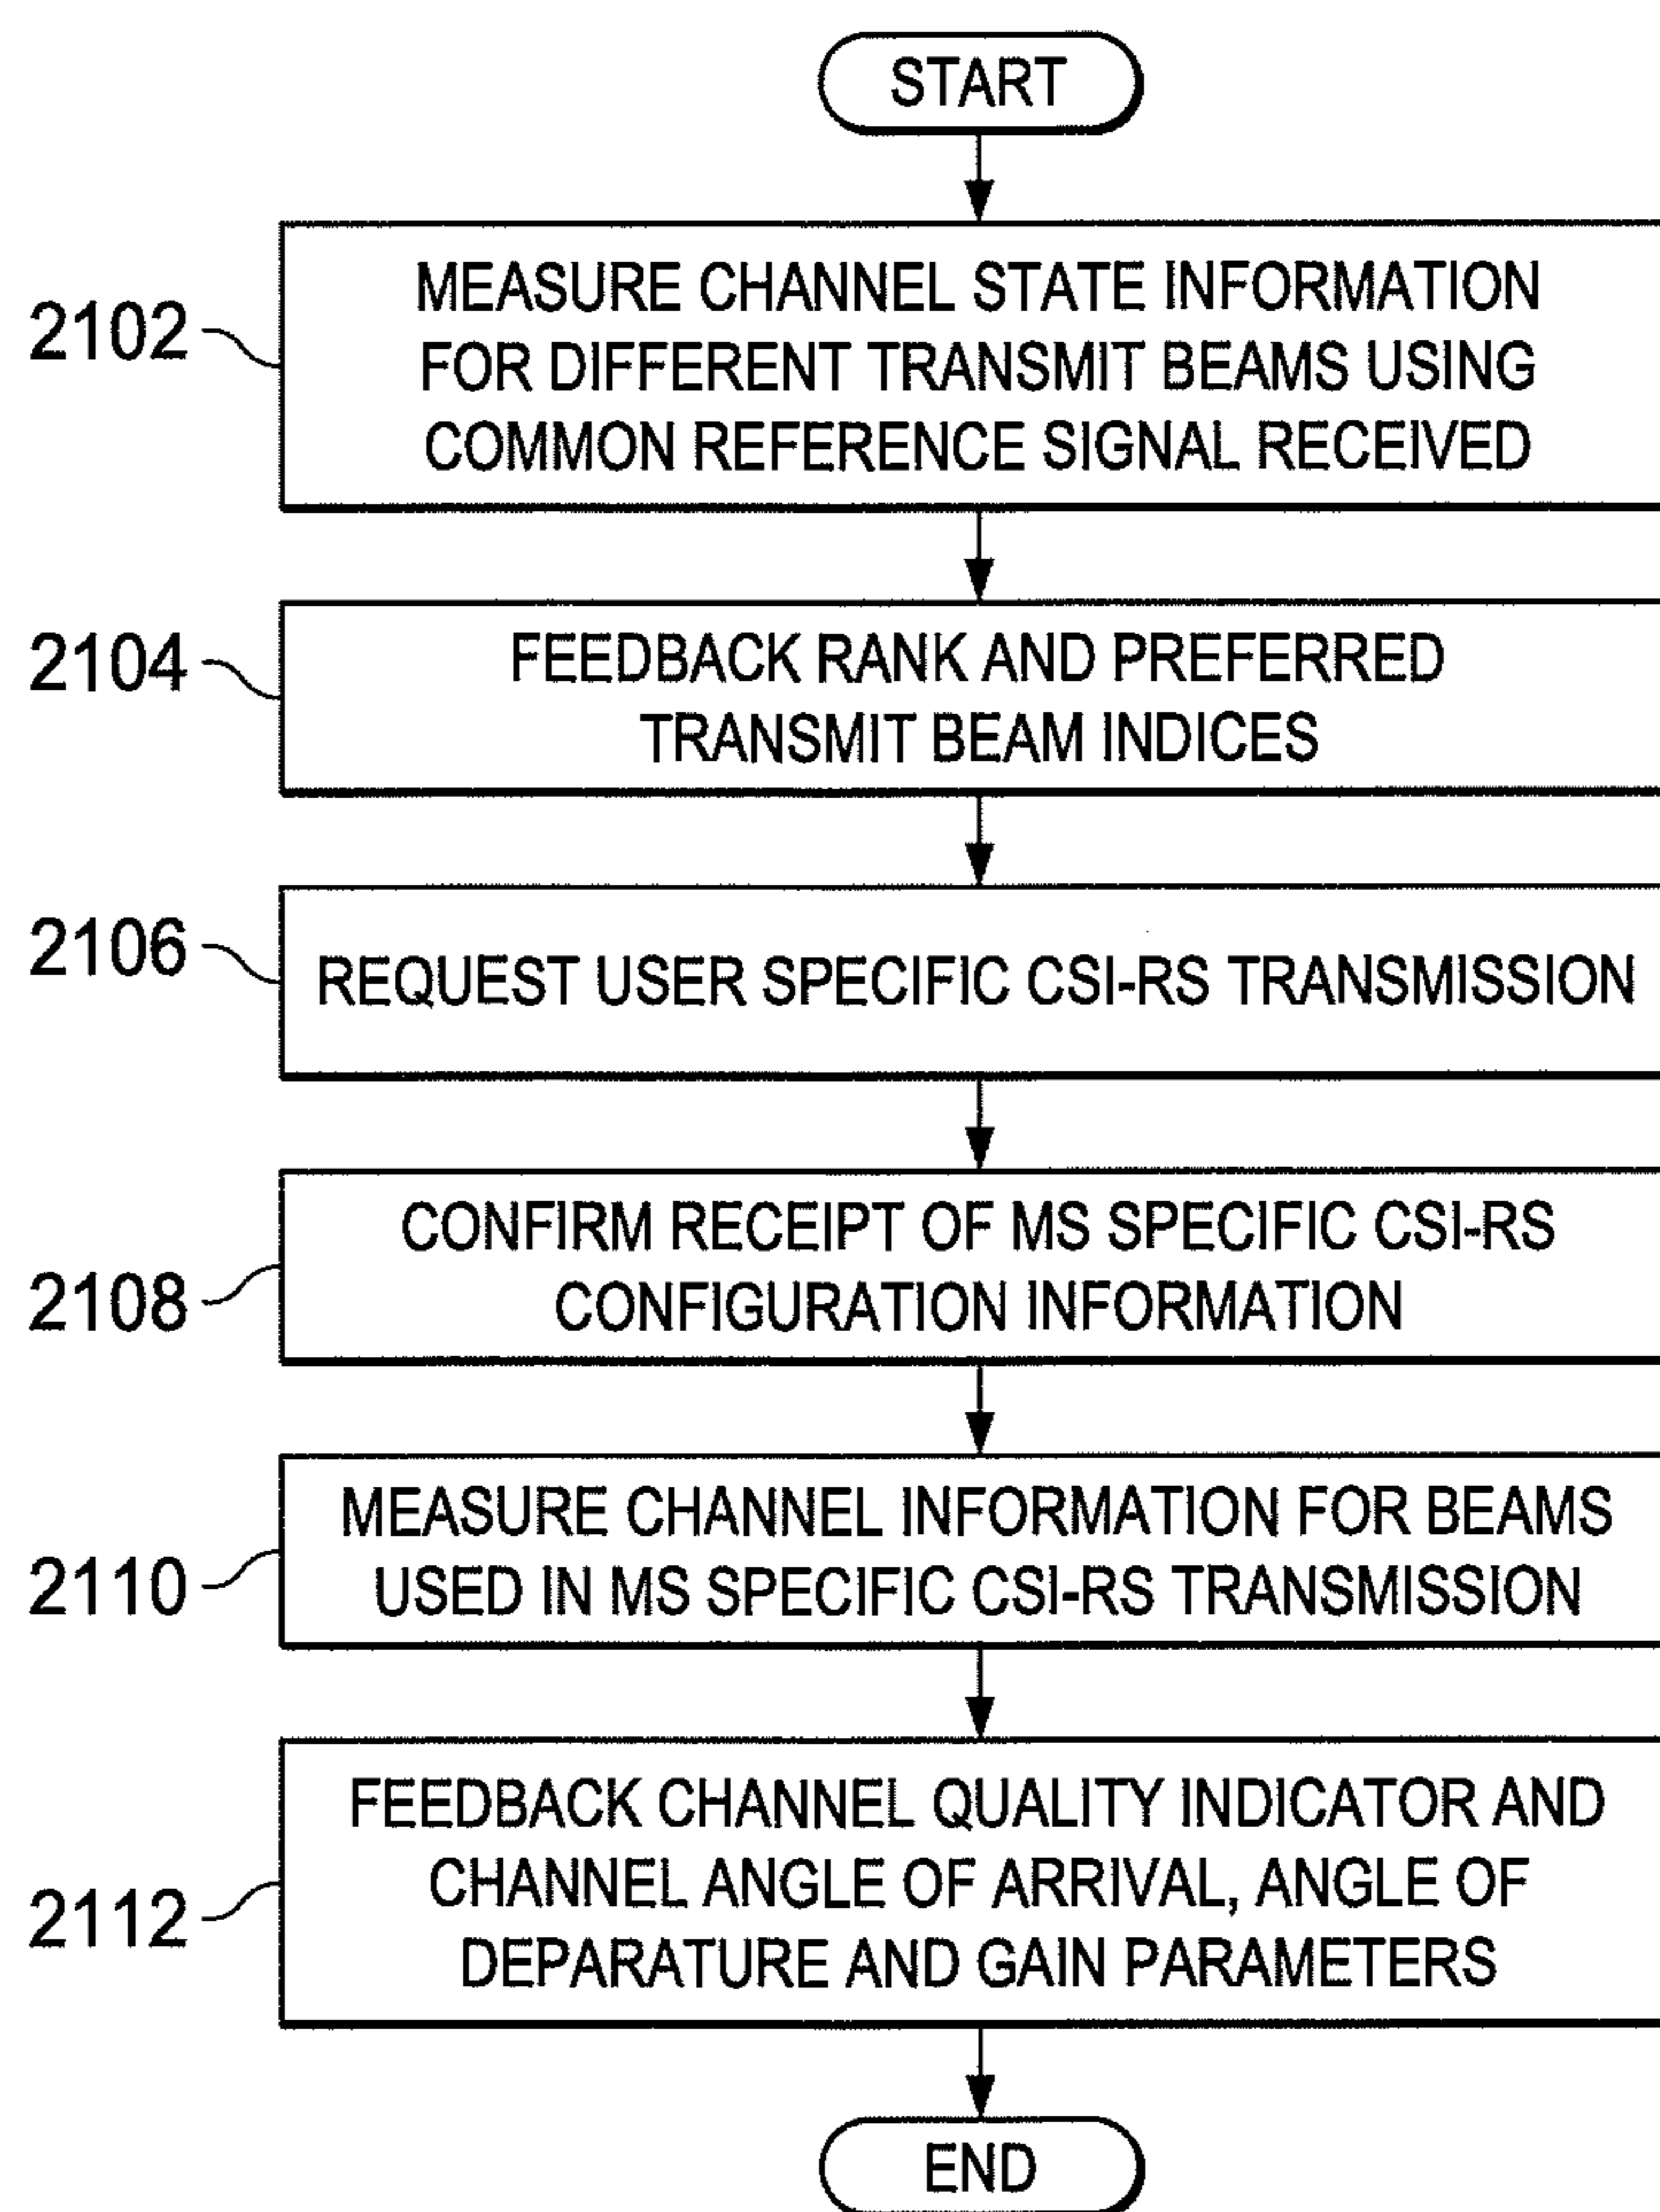 START
2102
MEASURE CHANNEL STATE INFORMATION
FOR DIFFERENT TRANSMIT BEAMS USING
COMMON REFERENCE SIGNAL RECEIVED
2104
FEEDBACK RANK AND PREFERRED
TRANSMIT BEAM INDICES
2106
REQUEST USER SPECIFIC CSI-RS TRANSMISSION
2108
CONFIRM RECEIPT OF MS SPECIFIC CSI-RS
CONFIGURATION INFORMATION
2110
MEASURE CHANNEL INFORMATION FOR BEAMS
USED IN MS SPECIFIC CSI-RS TRANSMISSION
2112
FEEDBACK CHANNEL QUALITY INDICATOR AND
CHANNEL ANGLE OF ARRIVAL, ANGLE OF
DEPARATURE AND GAIN PARAMETERS
END